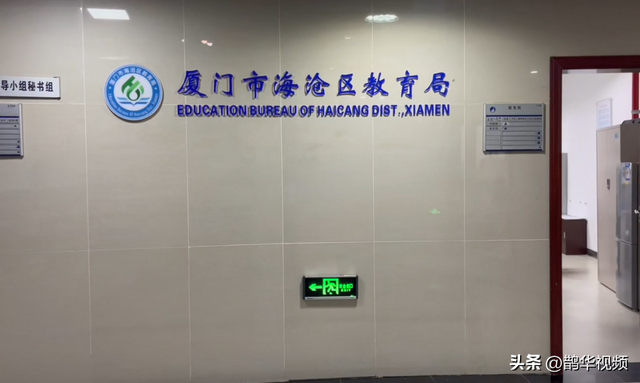 厦门市海沧区教育局
EDUCATION BUREAU OF HAICANG DIST.,XIAMEN
导小组秘书组
头条 @鹊华视频